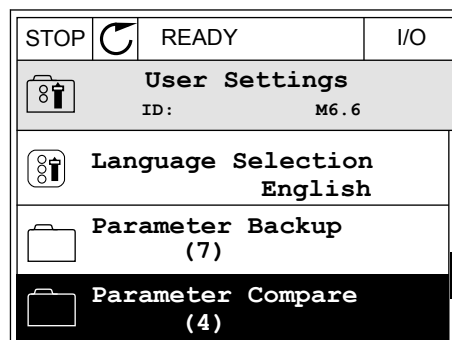 STOP READY I/O
User Settings
ID: M6.6
Language Selection
English
Parameter Backup
(7)
Parameter Compare
(4)